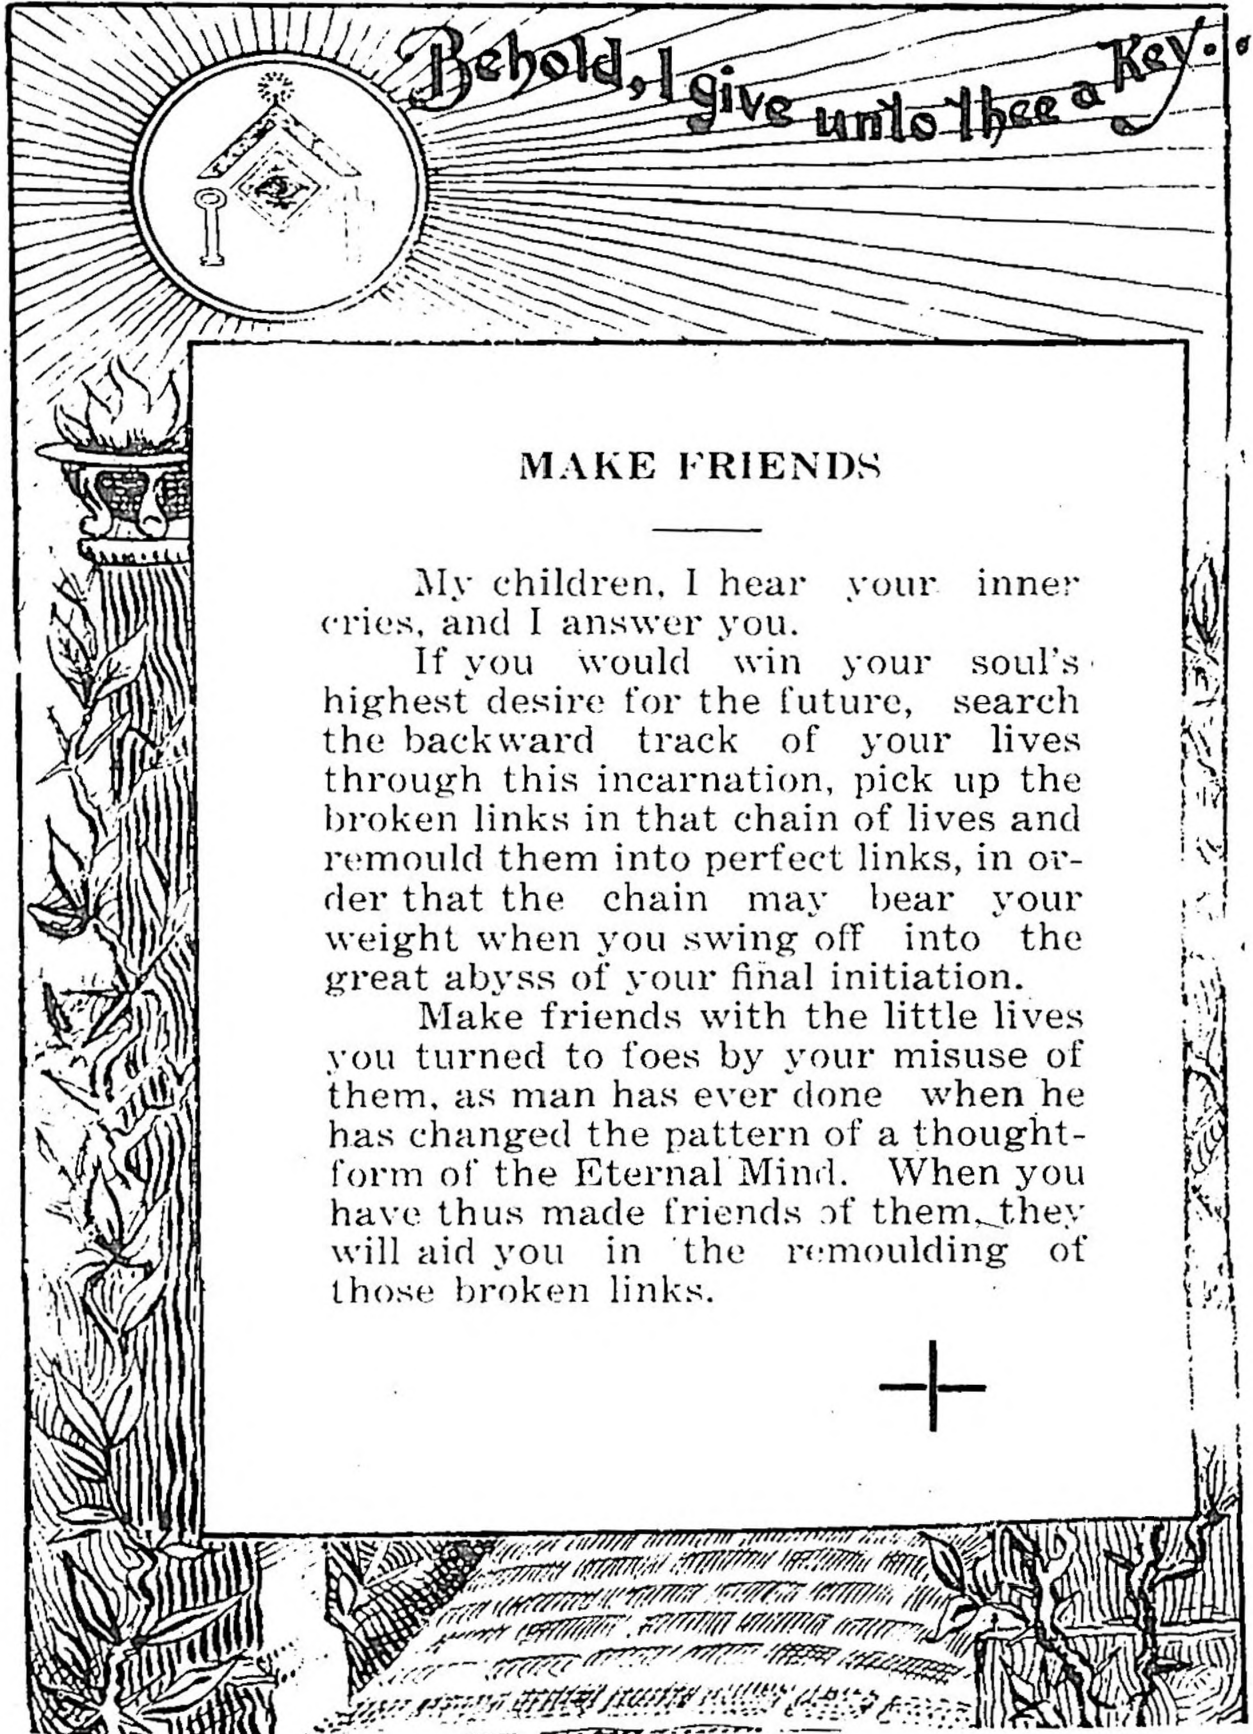 Behold, I give unto thee a Key..
MAKE FRIENDS
My children, I hear your inner
cries, and I answer you.
If you would win your soul's
highest desire for the future, search
the backward track of your lives
through this incarnation, pick up the
broken links in that chain of lives and
remould them into perfect links, in or-
der that the chain may bear your
weight when you swing off into the
great abyss of your final initiation.
Make friends with the little lives
you turned to foes by your misuse of
them, as man has ever done when he
has changed the pattern of a thought-
form of the Eternal Mind. When you
have thus made friends of them, they
will aid you in the remoulding of
those broken links.